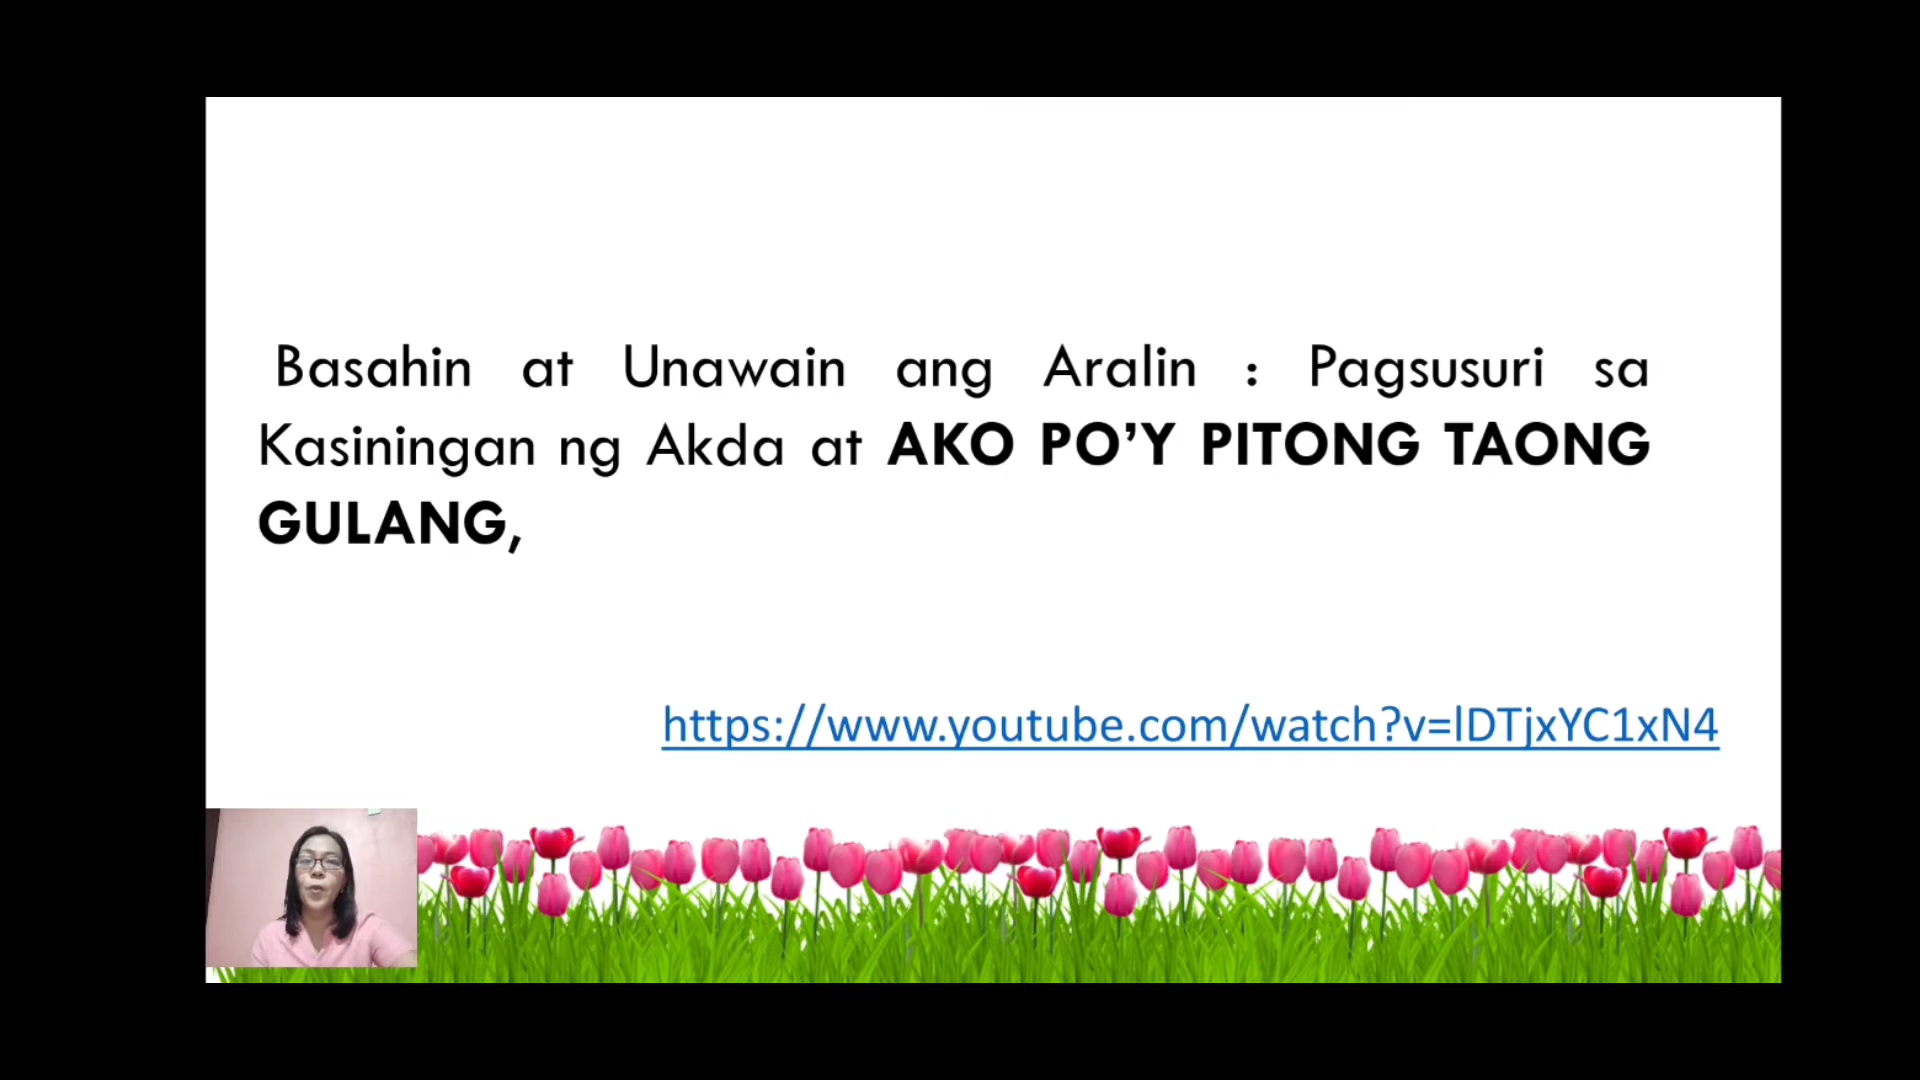 Basahin at Unawain ang Aralin : Pagsusuri sa
Kasiningan ng Akda at AKO PO’Y PITONG TAONG
GULANG,
https://www.youtube.com/watch?v=lDTjxYC1xN4